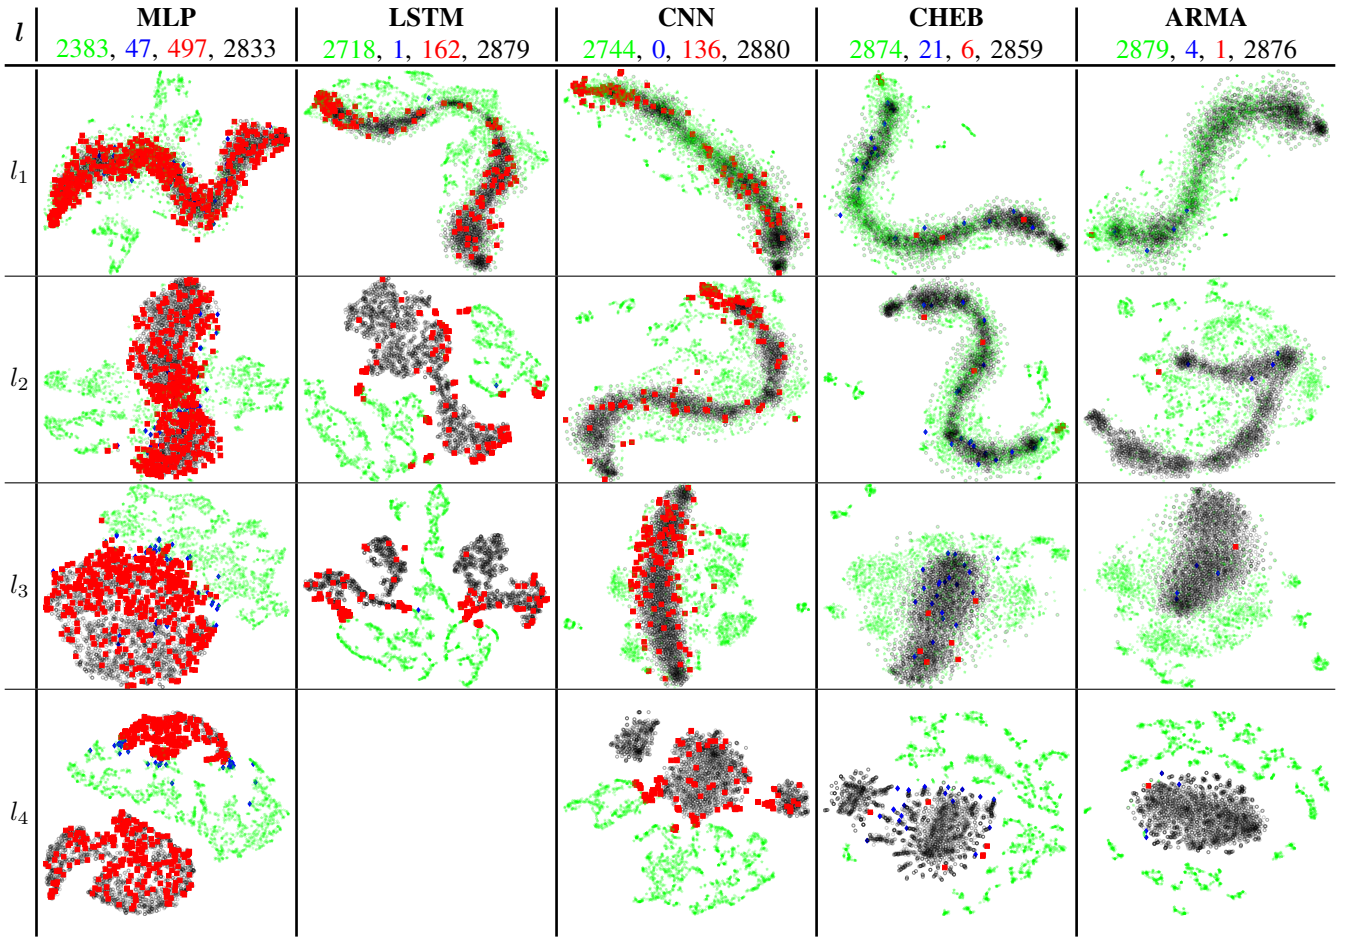 l MLP LSTM CNN CHEB ARMA
2383, 47, 497, 2833 2718, 1, 162, 2879 2744, 0, 136, 2880 2874, 21, 6, 2859 2879, 4, 1, 2876
l₁
l₂
l₃
l₄